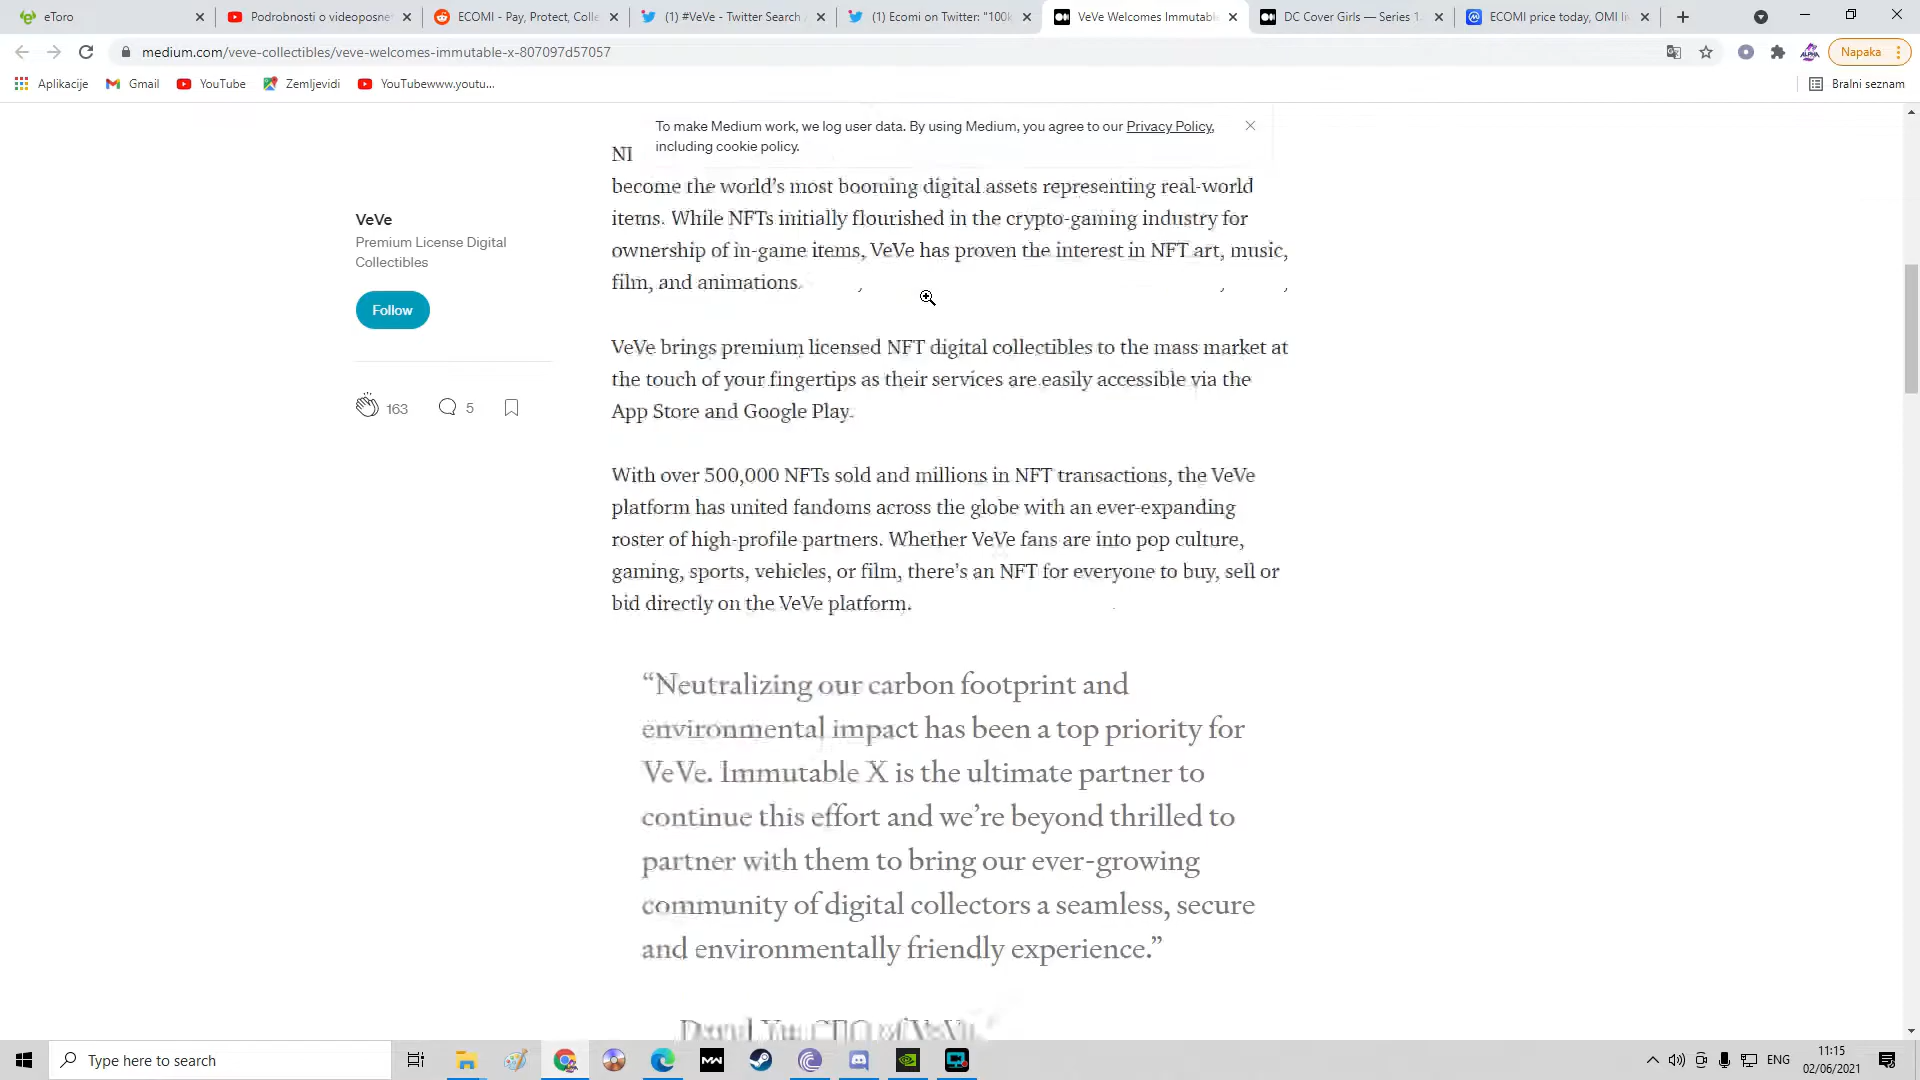 eToro
Podrobnosti o videoposne
ECOMI - Pay, Protect, Colle
(1) #VeVe - Twitter Search
(1) Ecomi on Twitter: "100k
VeVe Welcomes Immutabl
DC Cover Girls — Series 1
ECOMI price today, OMI li
medium.com/veve-collectibles/veve-welcomes-immutable-x-807097d57057
Napaka
Aplikacije
Gmail
YouTube
Zemljevidi
YouTubewww.youtu...
Bralni seznam
To make Medium work, we log user data. By using Medium, you agree to our Privacy Policy,
including cookie policy.
become the world's most booming digital assets representing real-world
items. While NFTs initially flourished in the crypto-gaming industry for
ownership of in-game items, VeVe has proven the interest in NFT art, music,
film, and animations.
VeVe
Premium License Digital
Collectibles
Follow
163
5
VeVe brings premium licensed NFT digital collectibles to the mass market at
the touch of your fingertips as their services are easily accessible via the
App Store and Google Play.
With over 500,000 NFTs sold and millions in NFT transactions, the VeVe
platform has united fandoms across the globe with an ever-expanding
roster of high-profile partners. Whether VeVe fans are into pop culture,
gaming, sports, vehicles, or film, there's an NFT for everyone to buy, sell or
bid directly on the VeVe platform.
“Neutralizing our carbon footprint and
environmental impact has been a top priority for
VeVe. Immutable X is the ultimate partner to
continue this effort and we're beyond thrilled to
partner with them to bring our ever-growing
community of digital collectors a seamless, secure
and environmentally friendly experience.”
Type here to search
ENG
11:15
02/06/2021